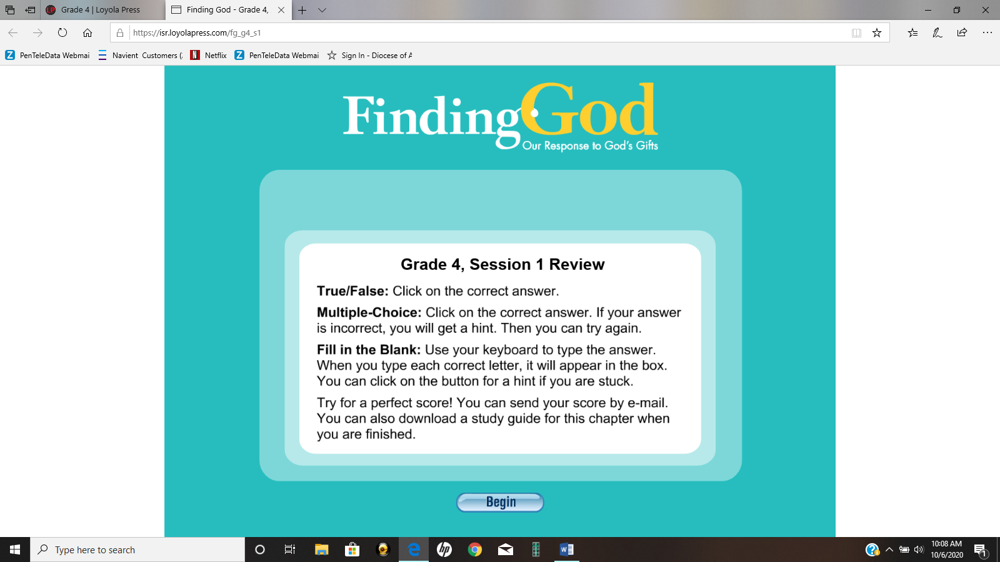 Grade 4 | Loyola Press
Finding God - Grade 4,
https://isr.loyolapress.com/fg_g4_s1
PenTeleData Webmai
Navient Customers (
Netflix
PenTeleData Webmai
Sign In - Diocese of A
FindingGod
Our Response to God's Gifts
Grade 4, Session 1 Review
True/False: Click on the correct answer.
Multiple-Choice: Click on the correct answer. If your answer
is incorrect, you will get a hint. Then you can try again.
Fill in the Blank: Use your keyboard to type the answer.
When you type each correct letter, it will appear in the box.
You can click on the button for a hint if you are stuck.
Try for a perfect score! You can send your score by e-mail.
You can also download a study guide for this chapter when
you are finished.
Begin
Type here to search
10:08 AM
10/6/2020
1